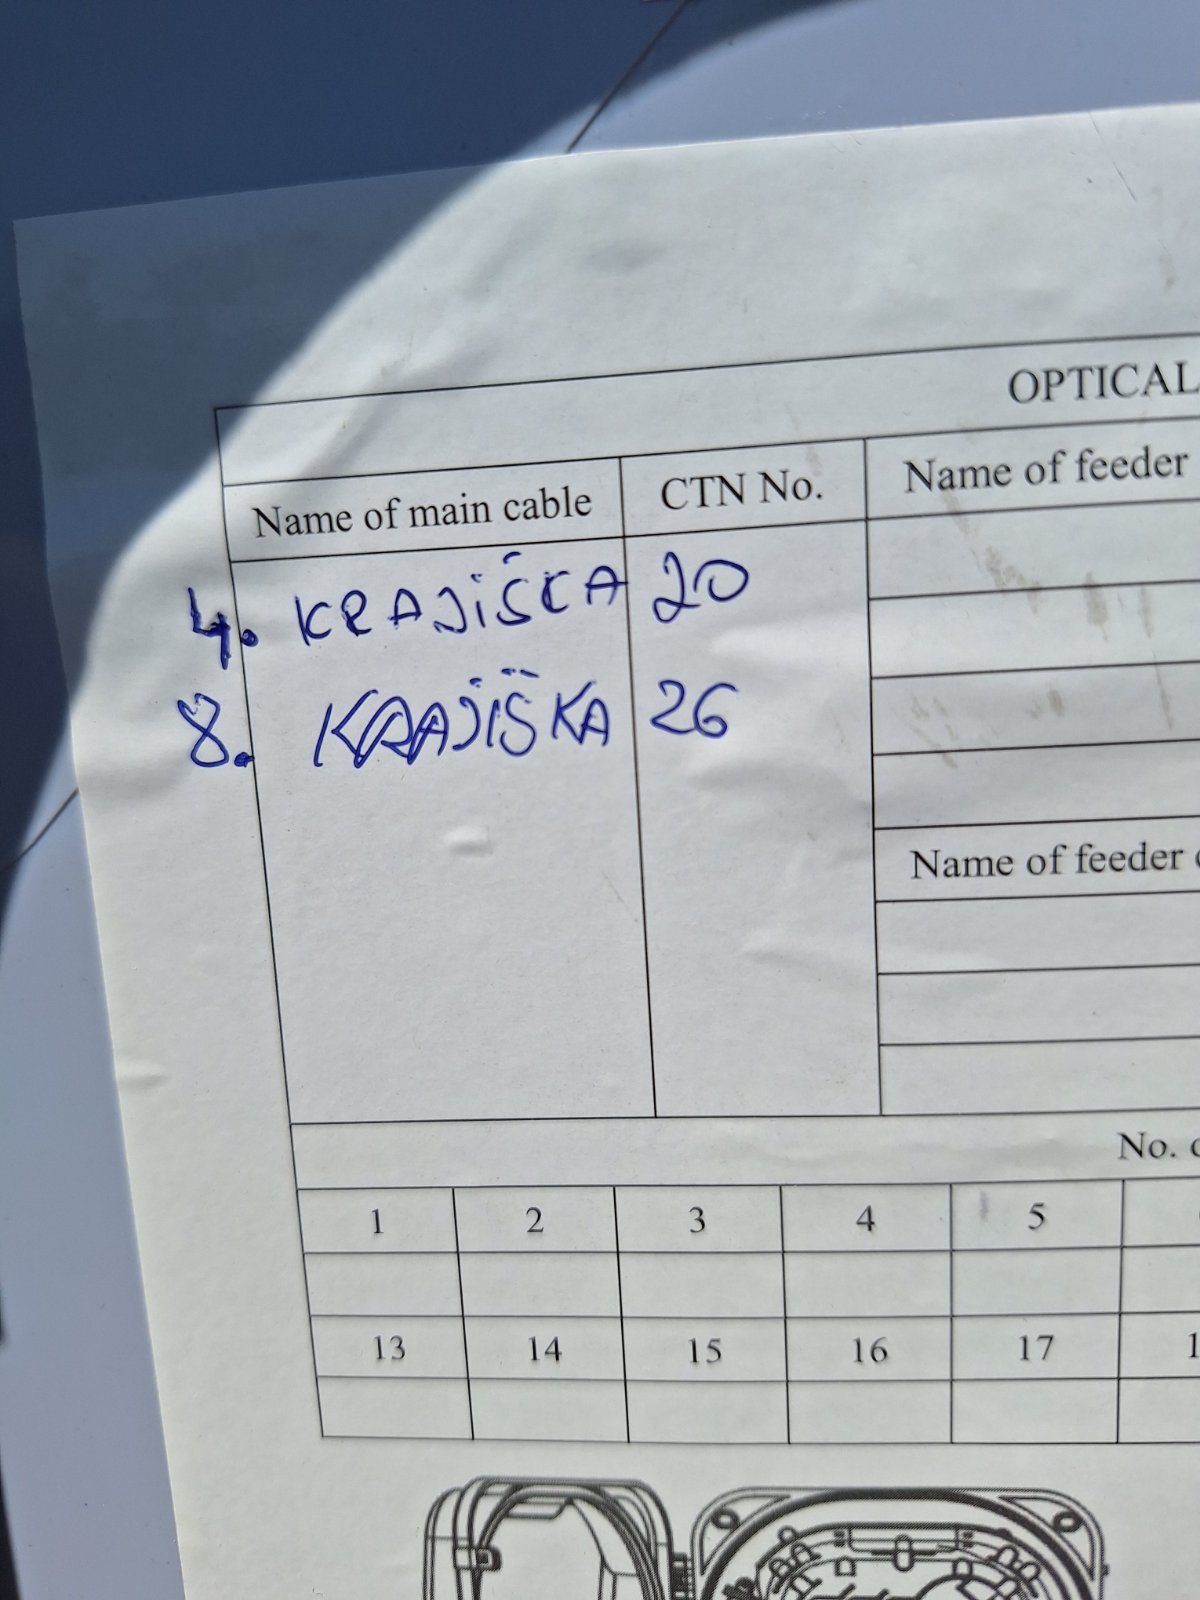 OPTICAL
Name of main cable CTN No. Name of feeder
4. KRAJIŠKA 20
8. KRAJIŠKA 26
Name of feeder
No.
1 2 3 4 5
13 14 15 16 17